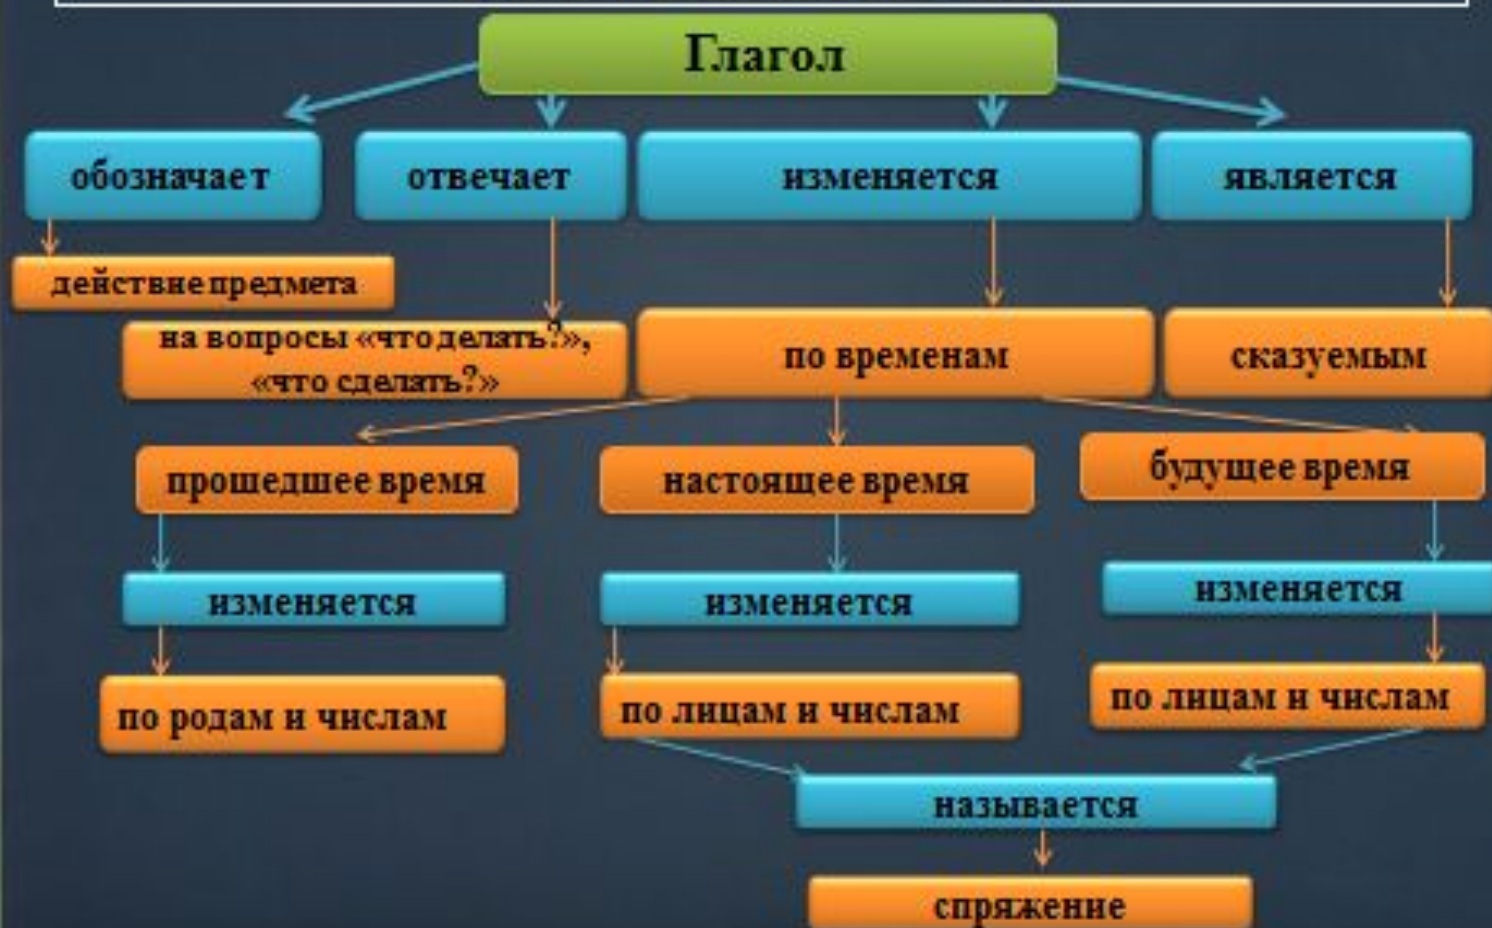 Глагол
обозначает
отвечает
изменяется
является
действие предмета
на вопросы «что делать?»,
«что сделать?»
по временам
сказуемым
прошедшее время
настоящее время
будущее время
изменяется
изменяется
изменяется
по родам и числам
по лицам и числам
по лицам и числам
называется
спряжение